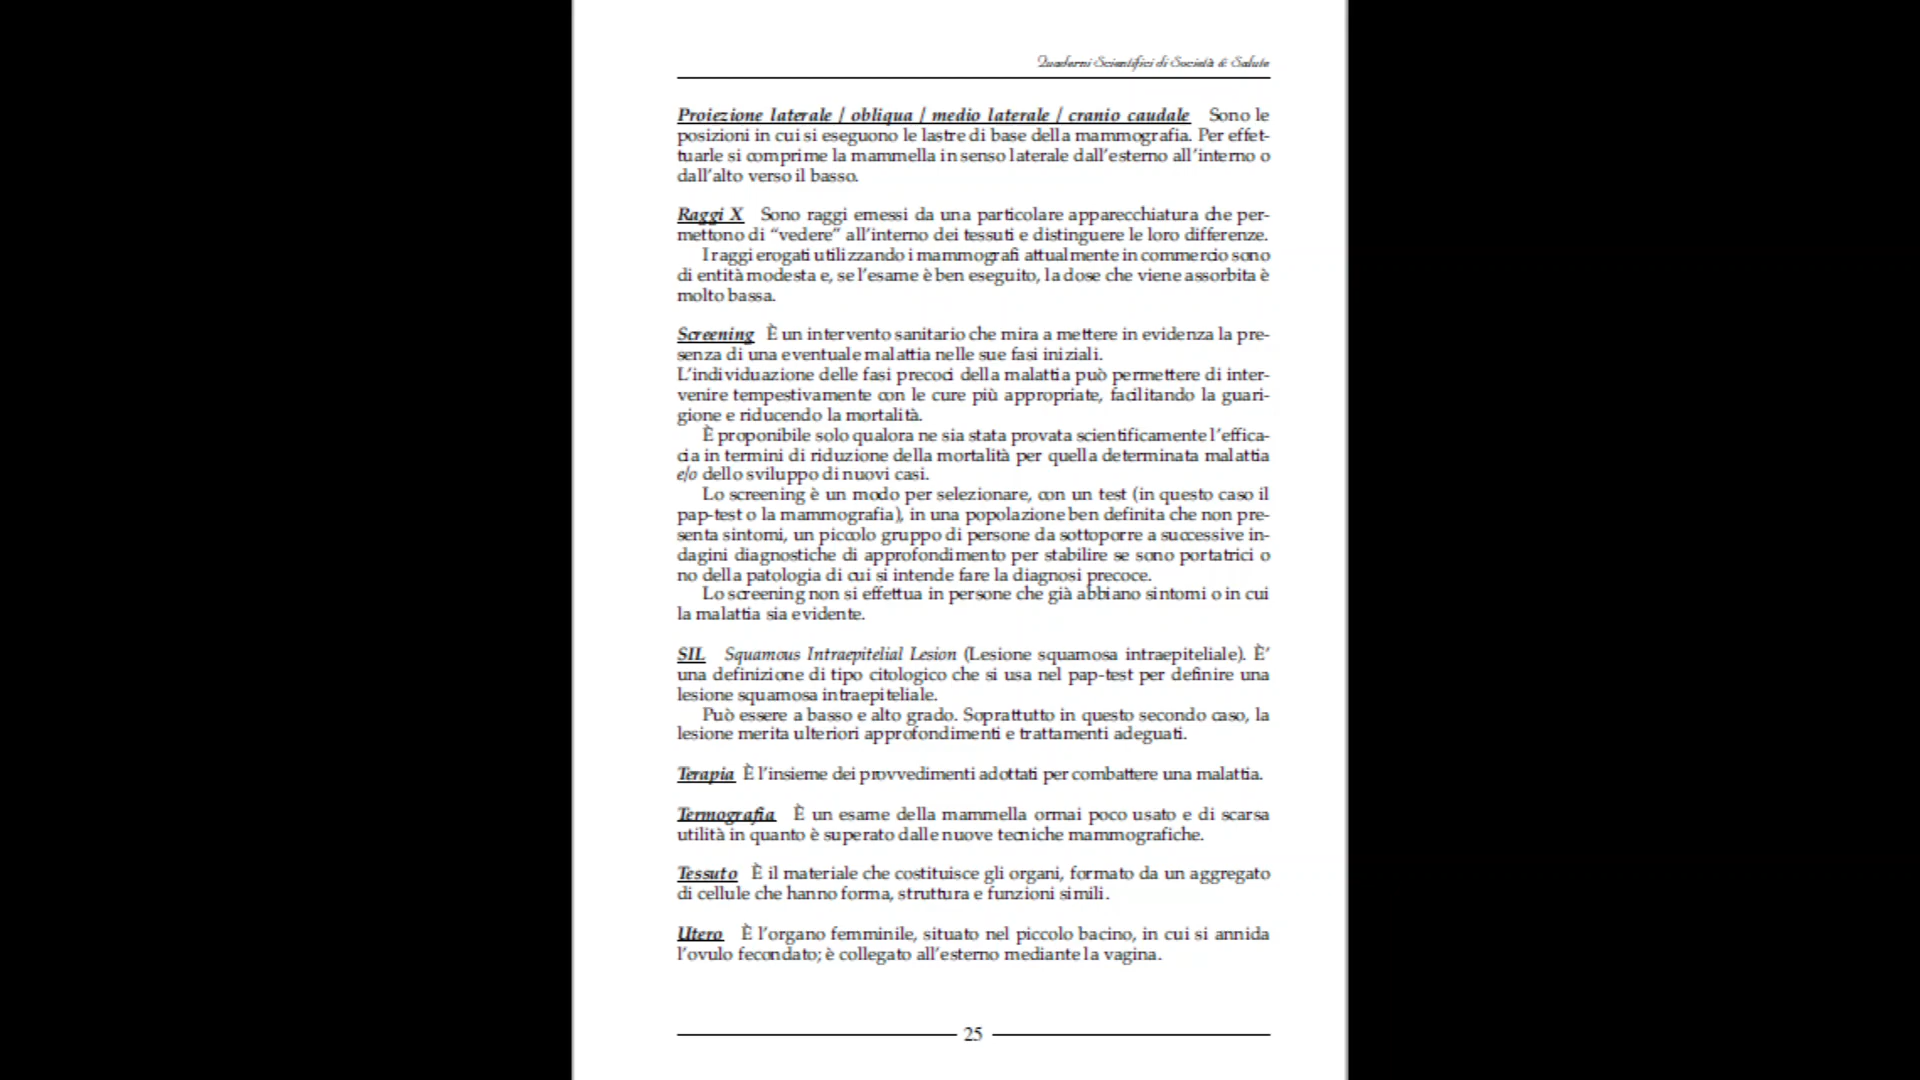 Quaderni Scientifici di Società & Salute
Proiezione laterale / obliqua / medio laterale / cranio caudale Sono le
posizioni in cui si eseguono le lastre di base della mammografia. Per effet-
tuarle si comprime la mammella in senso laterale dall’esterno all’interno o
dall’alto verso il basso.
Raggi X Sono raggi emessi da una particolare apparecchiatura che per-
mettono di “vedere” all’interno dei tessuti e distinguere le loro differenze.
I raggi erogati utilizzando i mammografi attualmente in commercio sono
di entità modesta e, se l’esame è ben eseguito, la dose che viene assorbita è
molto bassa.
Screening È un intervento sanitario che mira a mettere in evidenza la pre-
senza di una eventuale malattia nelle sue fasi iniziali.
L’individuazione delle fasi precoci della malattia può permettere di inter-
venire tempestivamente con le cure più appropriate, facilitando la guari-
gione e riducendo la mortalità.
È proponibile solo qualora ne sia stata provata scientificamente l’effica-
cia in termini di riduzione della mortalità per quella determinata malattia
e/o dello sviluppo di nuovi casi.
Lo screening è un modo per selezionare, con un test (in questo caso il
pap-test o la mammografia), in una popolazione ben definita che non pre-
senta sintomi, un piccolo gruppo di persone da sottoporre a successive in-
dagini diagnostiche di approfondimento per stabilire se sono portatrici o
no della patologia di cui si intende fare la diagnosi precoce.
Lo screening non si effettua in persone che già abbiano sintomi o in cui
la malattia sia evidente.
SIL Squamous Intraepitelial Lesion (Lesione squamosa intraepiteliale). È’
una definizione di tipo citologico che si usa nel pap-test per definire una
lesione squamosa intraepiteliale.
Può essere a basso e alto grado. Soprattutto in questo secondo caso, la
lesione merita ulteriori approfondimenti e trattamenti adeguati.
Terapia È l’insieme dei provvedimenti adottati per combattere una malattia.
Termografia È un esame della mammella ormai poco usato e di scarsa
utilità in quanto è superato dalle nuove tecniche mammografiche.
Tessuto È il materiale che costituisce gli organi, formato da un aggregato
di cellule che hanno forma, struttura e funzioni simili.
Utero È l’organo femminile, situato nel piccolo bacino, in cui si annida
l’ovulo fecondato; è collegato all’esterno mediante la vagina.
25